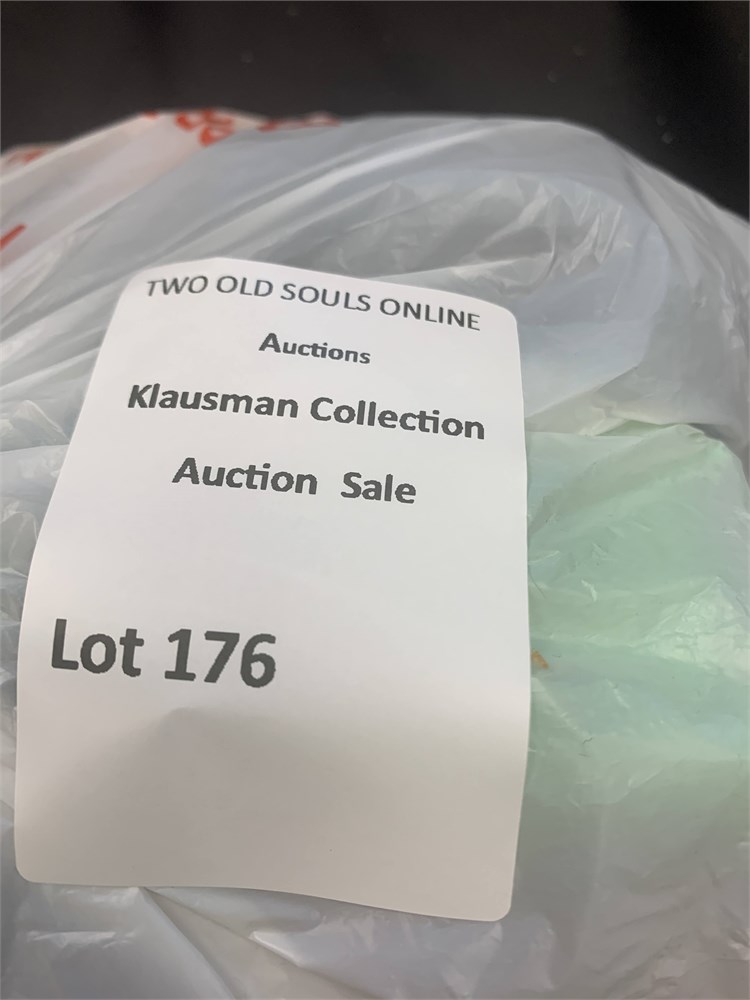 TWO OLD SOULS ONLINE
Auctions
Klausman Collection
Auction Sale
Lot 176